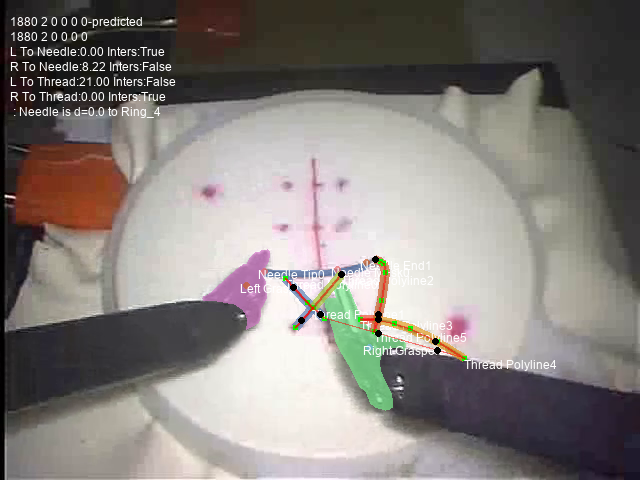 1880 2 0 0 0 0-predicted
1880 2 0 0 0 0
L To Needle:0.00 Inters:True
R To Needle:8.22 Inters:False
L To Thread:21.00 Inters:False
R To Thread:0.00 Inters:True
: Needle is d=0.0 to Ring_4
Needle End1
Needle Tip0
Polyline2
Left
Thread
Polyline3
Thread Polyline5
Right Grasper
Thread Polyline4